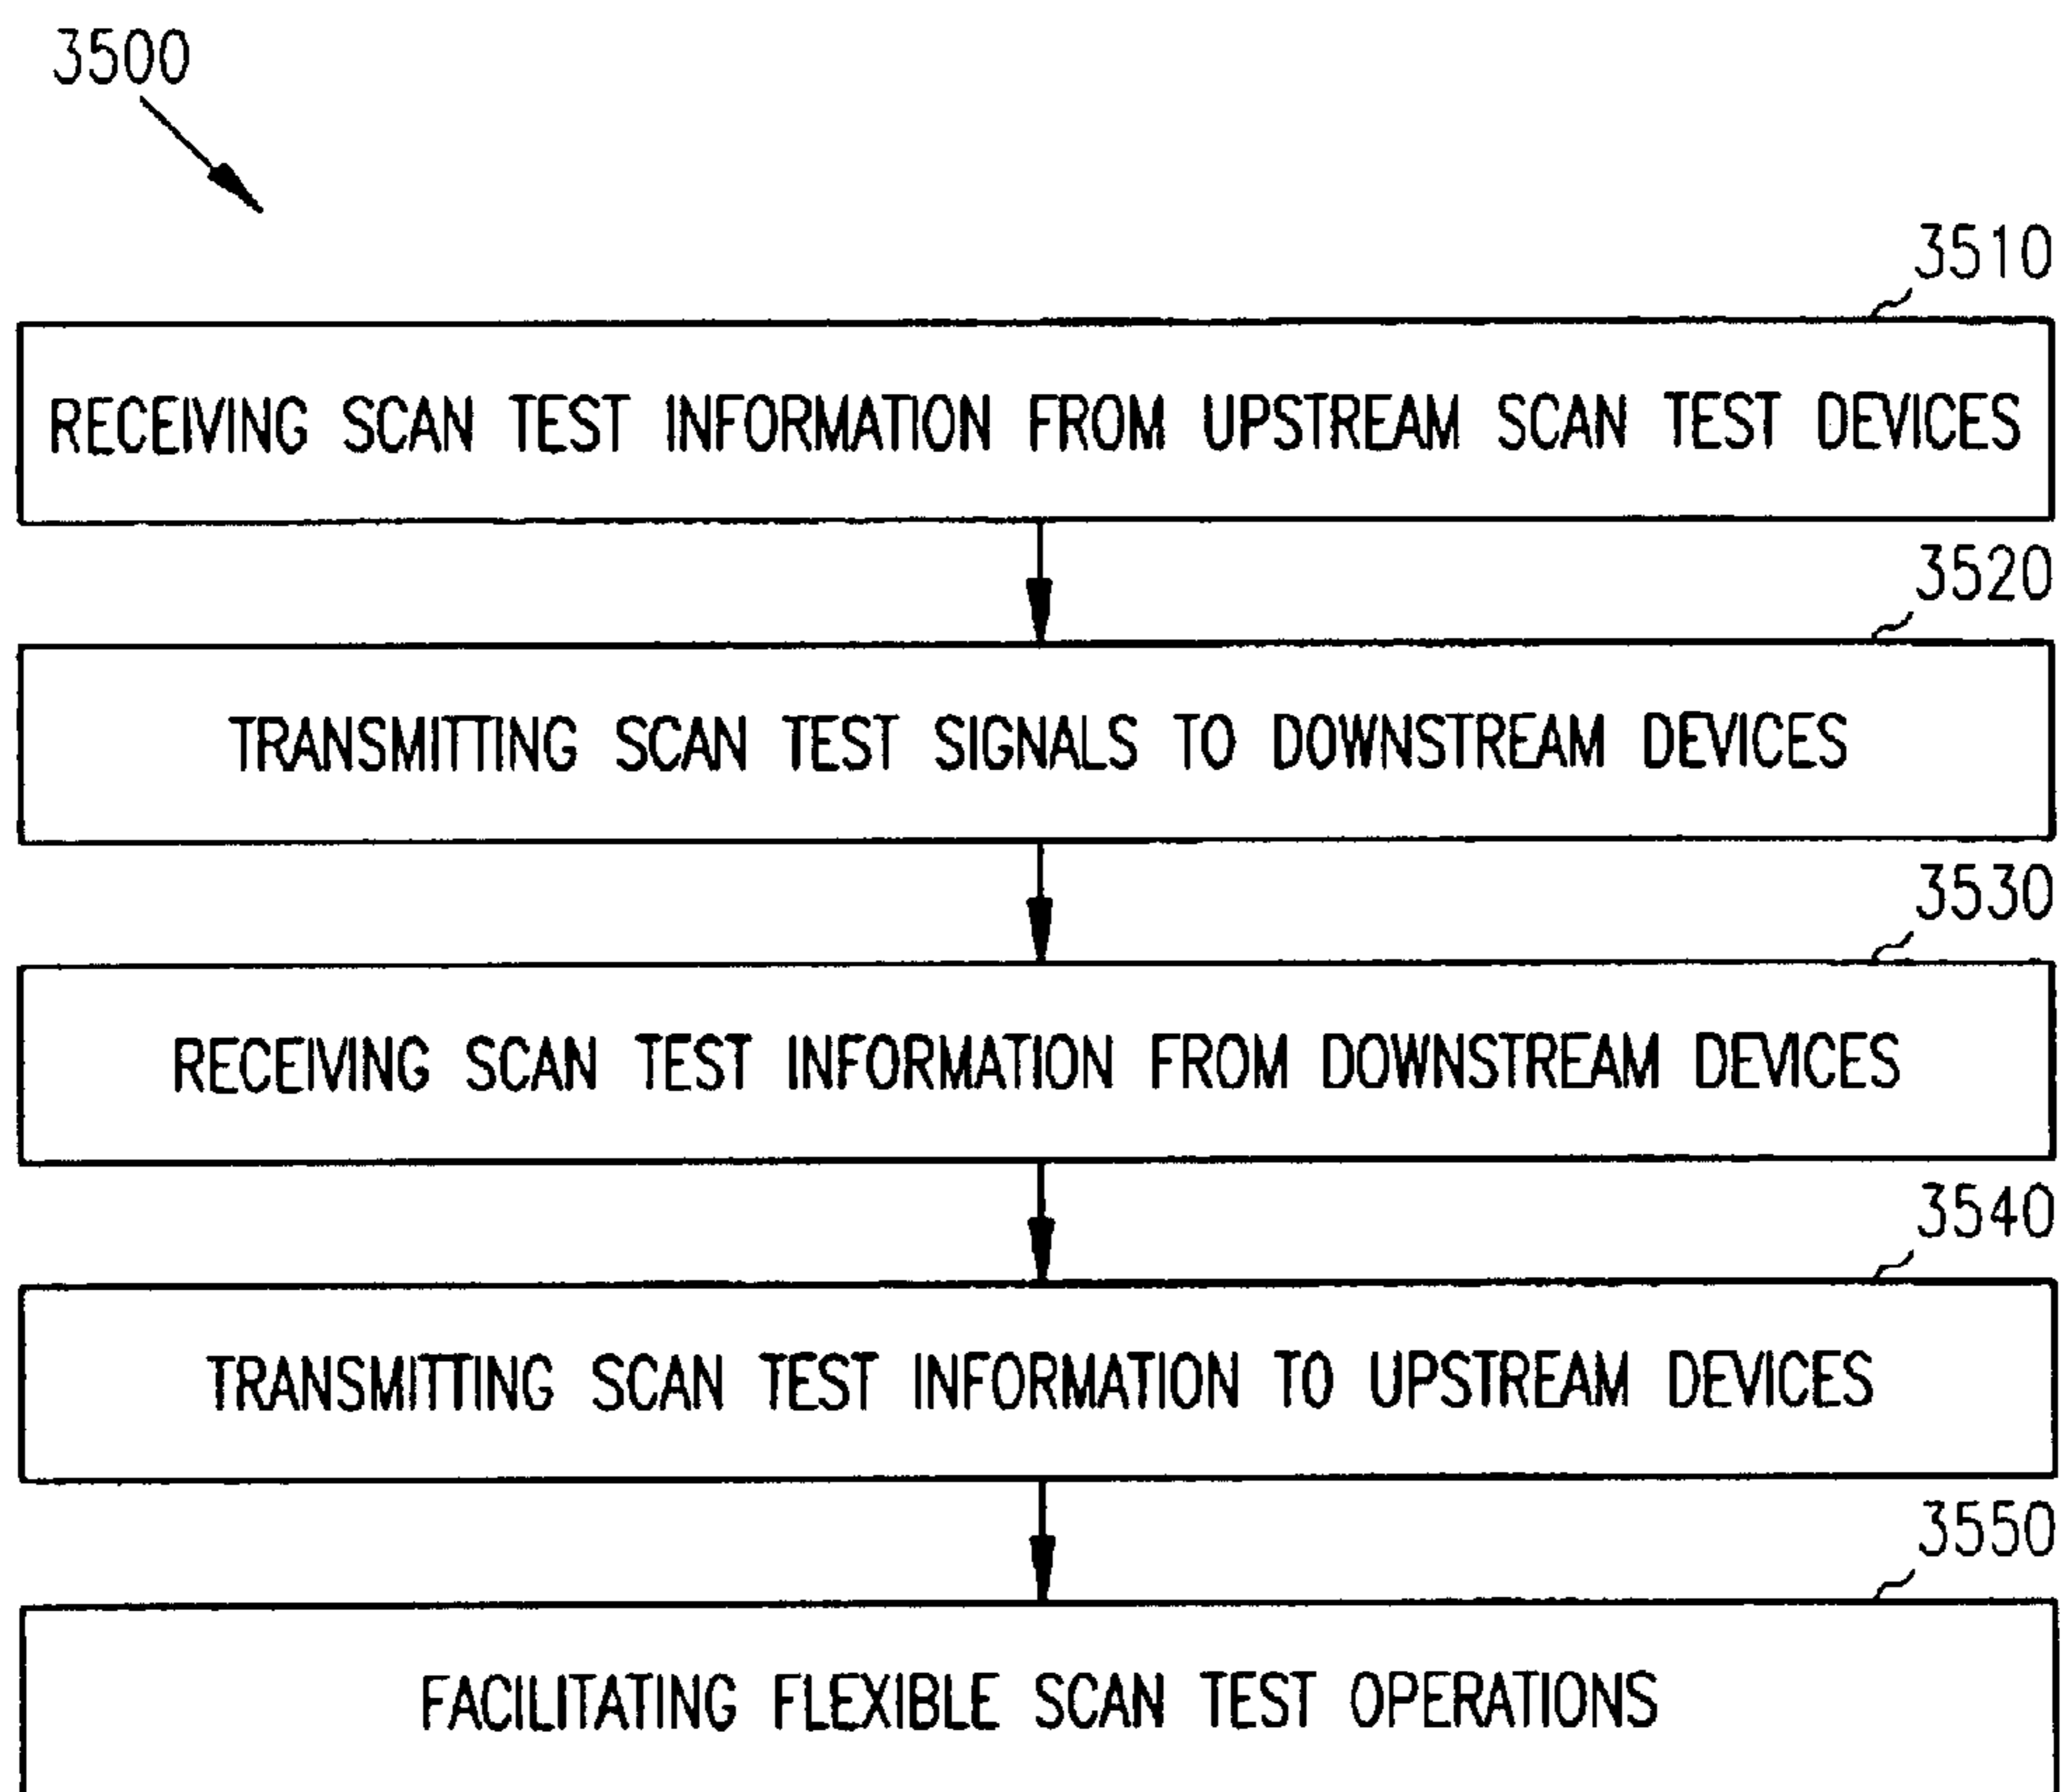 3500
3510
RECEIVING SCAN TEST INFORMATION FROM UPSTREAM SCAN TEST DEVICES
3520
TRANSMITTING SCAN TEST SIGNALS TO DOWNSTREAM DEVICES
3530
RECEIVING SCAN TEST INFORMATION FROM DOWNSTREAM DEVICES
3540
TRANSMITTING SCAN TEST INFORMATION TO UPSTREAM DEVICES
3550
FACILITATING FLEXIBLE SCAN TEST OPERATIONS